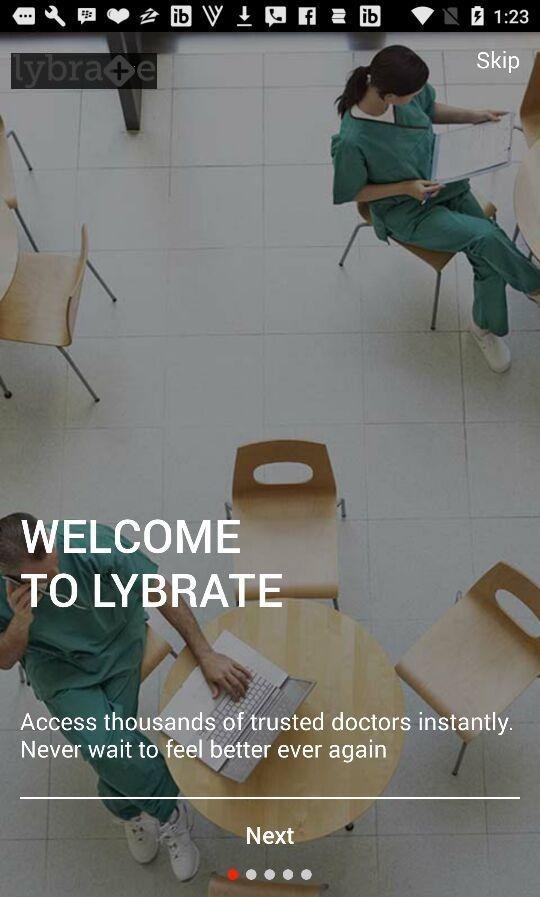 1:23
lybrate
Skip
WELCOME
TO LYBRATE
Access thousands of trusted doctors instantly.
Never wait to feel better ever again
Next